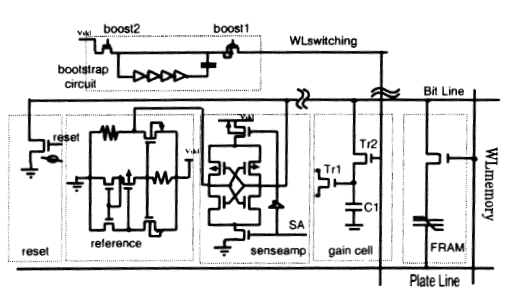 boost2
boost1
Vdd
WLswitching
bootstrap
circuit
Bit Line
reset
Vdd
Vdd
Tr2
Tr1
C1
WLmemory
SA
reference
FRAM
reset
senseamp
gain cell
Plate Line